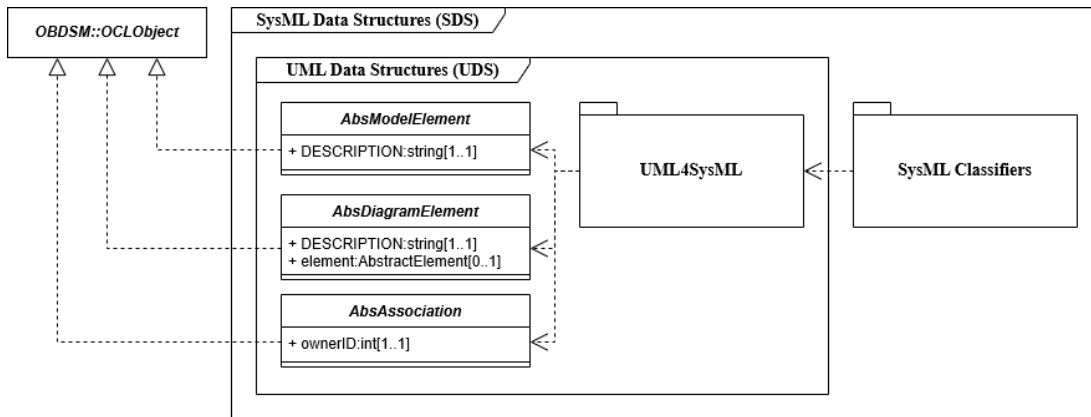 SysML Data Structures (SDS)
OBDSM::OCLObject
UML Data Structures (UDS)
AbsModelElement
+ DESCRIPTION:string[1..1]
UML4SysML
SysML Classifiers
AbsDiagramElement
+ DESCRIPTION:string[1..1]
+ element:AbstractElement[0..1]
AbsAssociation
+ ownerID:int[1..1]